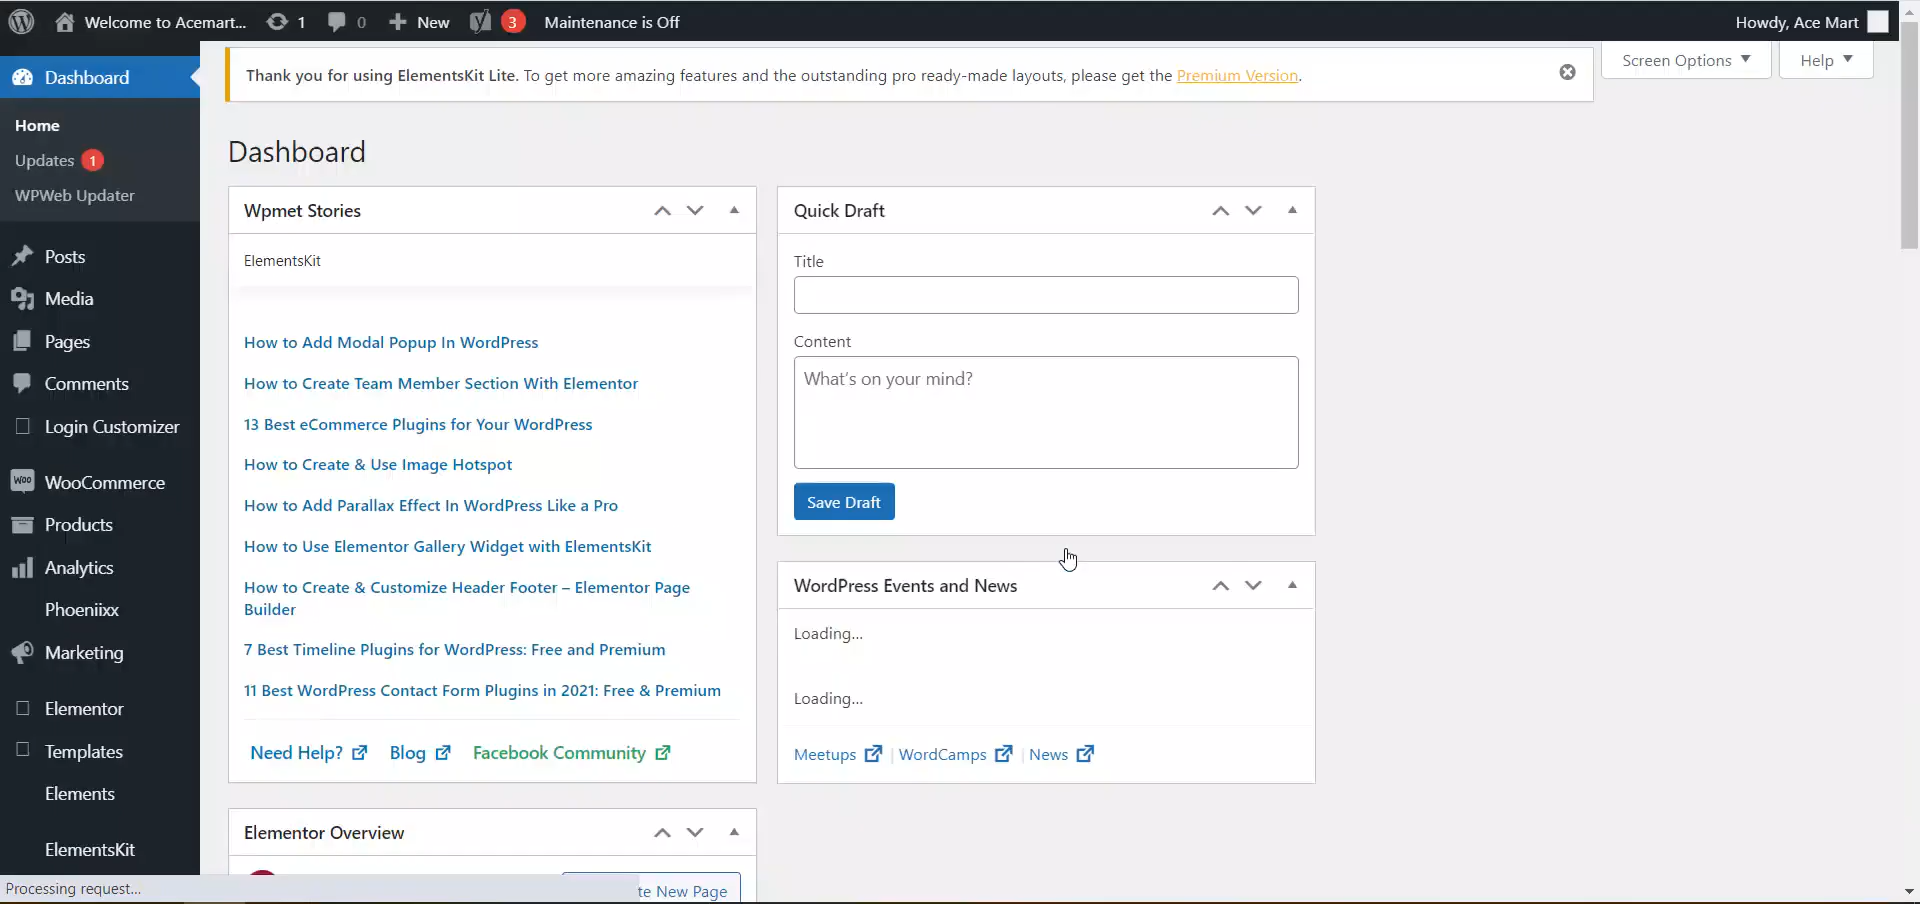 Welcome to Acemart...
1
0
New
3
Maintenance is Off
Howdy, Ace Mart
Dashboard
Home
Updates 1
WPWeb Updater
Posts
Media
Pages
Comments
Login Customizer
Woo
WooCommerce
Products
Analytics
Phoeniixx
Marketing
Elementor
Templates
Elements
ElementsKit
Processing request...
Thank you for using ElementsKit Lite. To get more amazing features and the outstanding pro ready-made layouts, please get the Premium Version.
Screen Options
Help
Dashboard
Wpmet Stories
ElementsKit
How to Add Modal Popup In WordPress
How to Create Team Member Section With Elementor
13 Best eCommerce Plugins for Your WordPress
How to Create & Use Image Hotspot
How to Add Parallax Effect In WordPress Like a Pro
How to Use Elementor Gallery Widget with ElementsKit
How to Create & Customize Header Footer – Elementor Page
Builder
7 Best Timeline Plugins for WordPress: Free and Premium
11 Best WordPress Contact Form Plugins in 2021: Free & Premium
Need Help? Blog Facebook Community
Elementor Overview
te New Page
Quick Draft
Title
Content
What's on your mind?
Save Draft
WordPress Events and News
Loading...
Loading...
Meetups | WordCamps | News